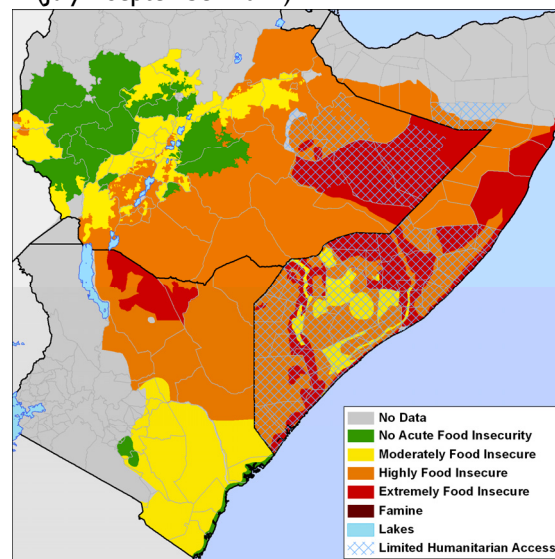 No Data
No Acute Food Insecurity
Moderately Food Insecure
Highly Food Insecure
Extremely Food Insecure
Famine
Lakes
Limited Humanitarian Access